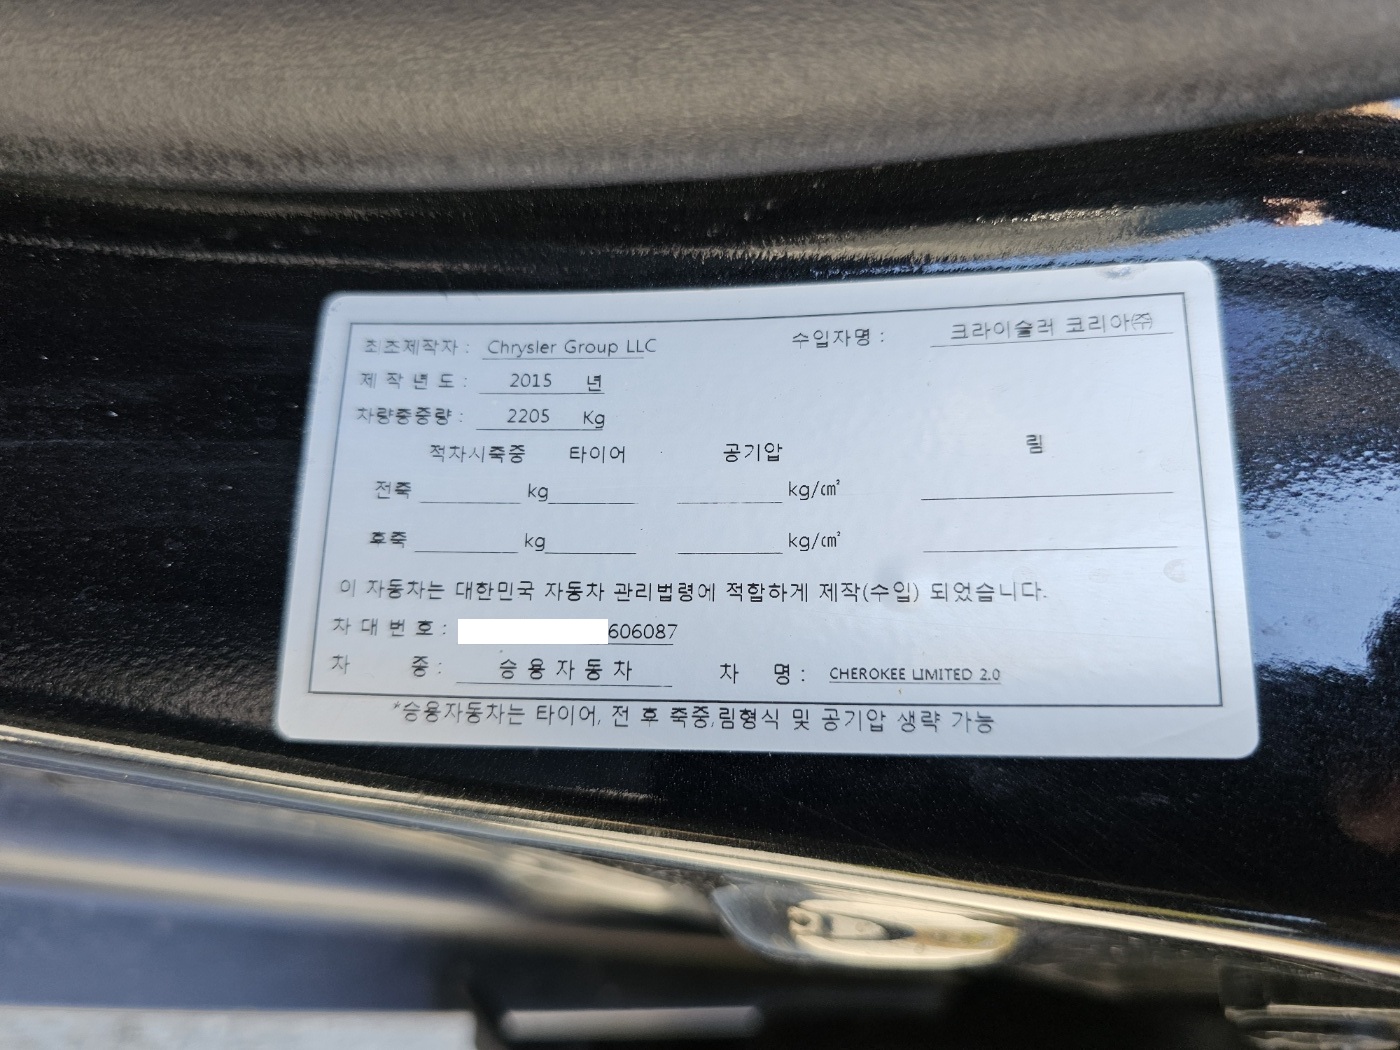 최초제작자 : Chrysler Group LLC 수입자명 : 크라이슬러 코리아㈜
제 작 년 도 : 2015 년
차량총중량 : 2205 Kg
적차시축중 타이어 공기압 림
전축 kg kg/㎠
후축 kg kg/㎠
이 자동차는 대한민국 자동차 관리법령에 적합하게 제작(수입) 되었습니다.
차 대 번 호 : 606087
차 종 : 승 용 자 동 차 차 명 : CHEROKEE LIMITED 2.0
*승용자동차는 타이어, 전 후 축중,림형식 및 공기압 생략 가능